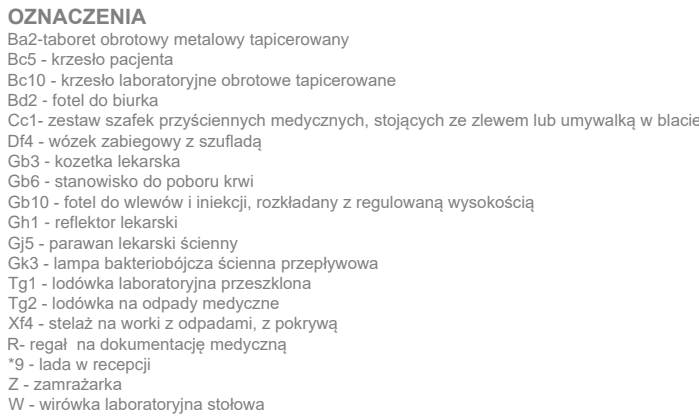 OZNACZENIA
Ba2-taboret obrotowy metalowy tapicerowany
Bc5 - krzesło pacjenta
Bc10 - krzesło laboratoryjne obrotowe tapicerowane
Bd2 - fotel do biurka
Cc1- zestaw szafek przyściennych medycznych, stojących ze zlewem lub umywalką w blacie
Df4 - wózek zabiegowy z szufladą
Gb3 - kozetka lekarska
Gb6 - stanowisko do poboru krwi
Gb10 - fotel do wlewów i iniekcji, rozkładany z regulowaną wysokością
Gh1 - reflektor lekarski
Gj5 - parawan lekarski ścienny
Gk3 - lampa bakteriobójcza ścienna przepływowa
Tg1 - lodówka laboratoryjna przeszklona
Tg2 - lodówka na odpady medyczne
Xf4 - stelaż na worki z odpadami, z pokrywą
R- regał  na dokumentację medyczną
*9 - lada w recepcji
Z - zamrażarka
W - wirówka laboratoryjna stołowa